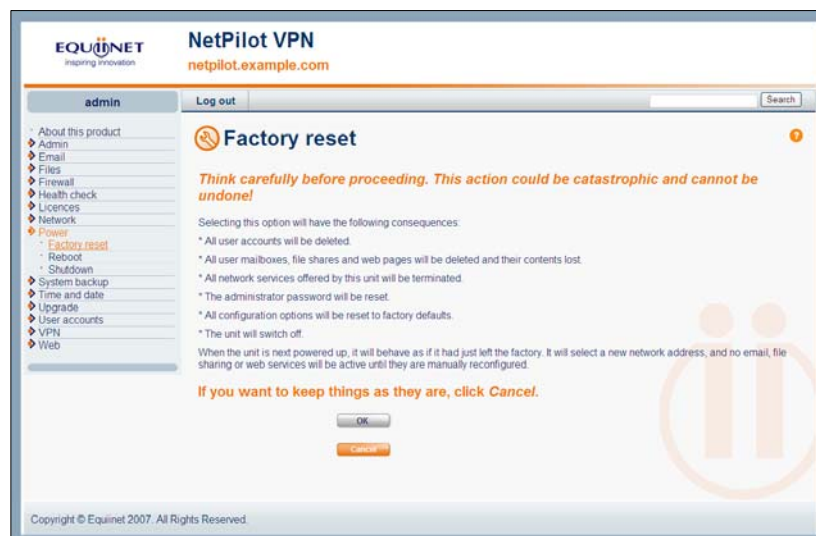 EQUiiNET
inspiring innovation
NetPilot VPN
netpilot.example.com
admin
Log out
Search
About this product
Admin
Email
Files
Firewall
Health check
Licences
Network
Power
Factory reset
Reboot
Shutdown
System backup
Time and date
Upgrade
User accounts
VPN
Web
Factory reset
?
Think carefully before proceeding. This action could be catastrophic and cannot be
undone!
Selecting this option will have the following consequences:
* All user accounts will be deleted.
* All user mailboxes, file shares and web pages will be deleted and their contents lost.
* All network services offered by this unit will be terminated.
* The administrator password will be reset.
* All configuration options will be reset to factory defaults.
* The unit will switch off.
When the unit is next powered up, it will behave as if it had just left the factory. It will select a new network address, and no email, file
sharing or web services will be active until they are manually reconfigured.
If you want to keep things as they are, click Cancel.
OK
Cancel
Copyright © Equiinet 2007. All Rights Reserved.